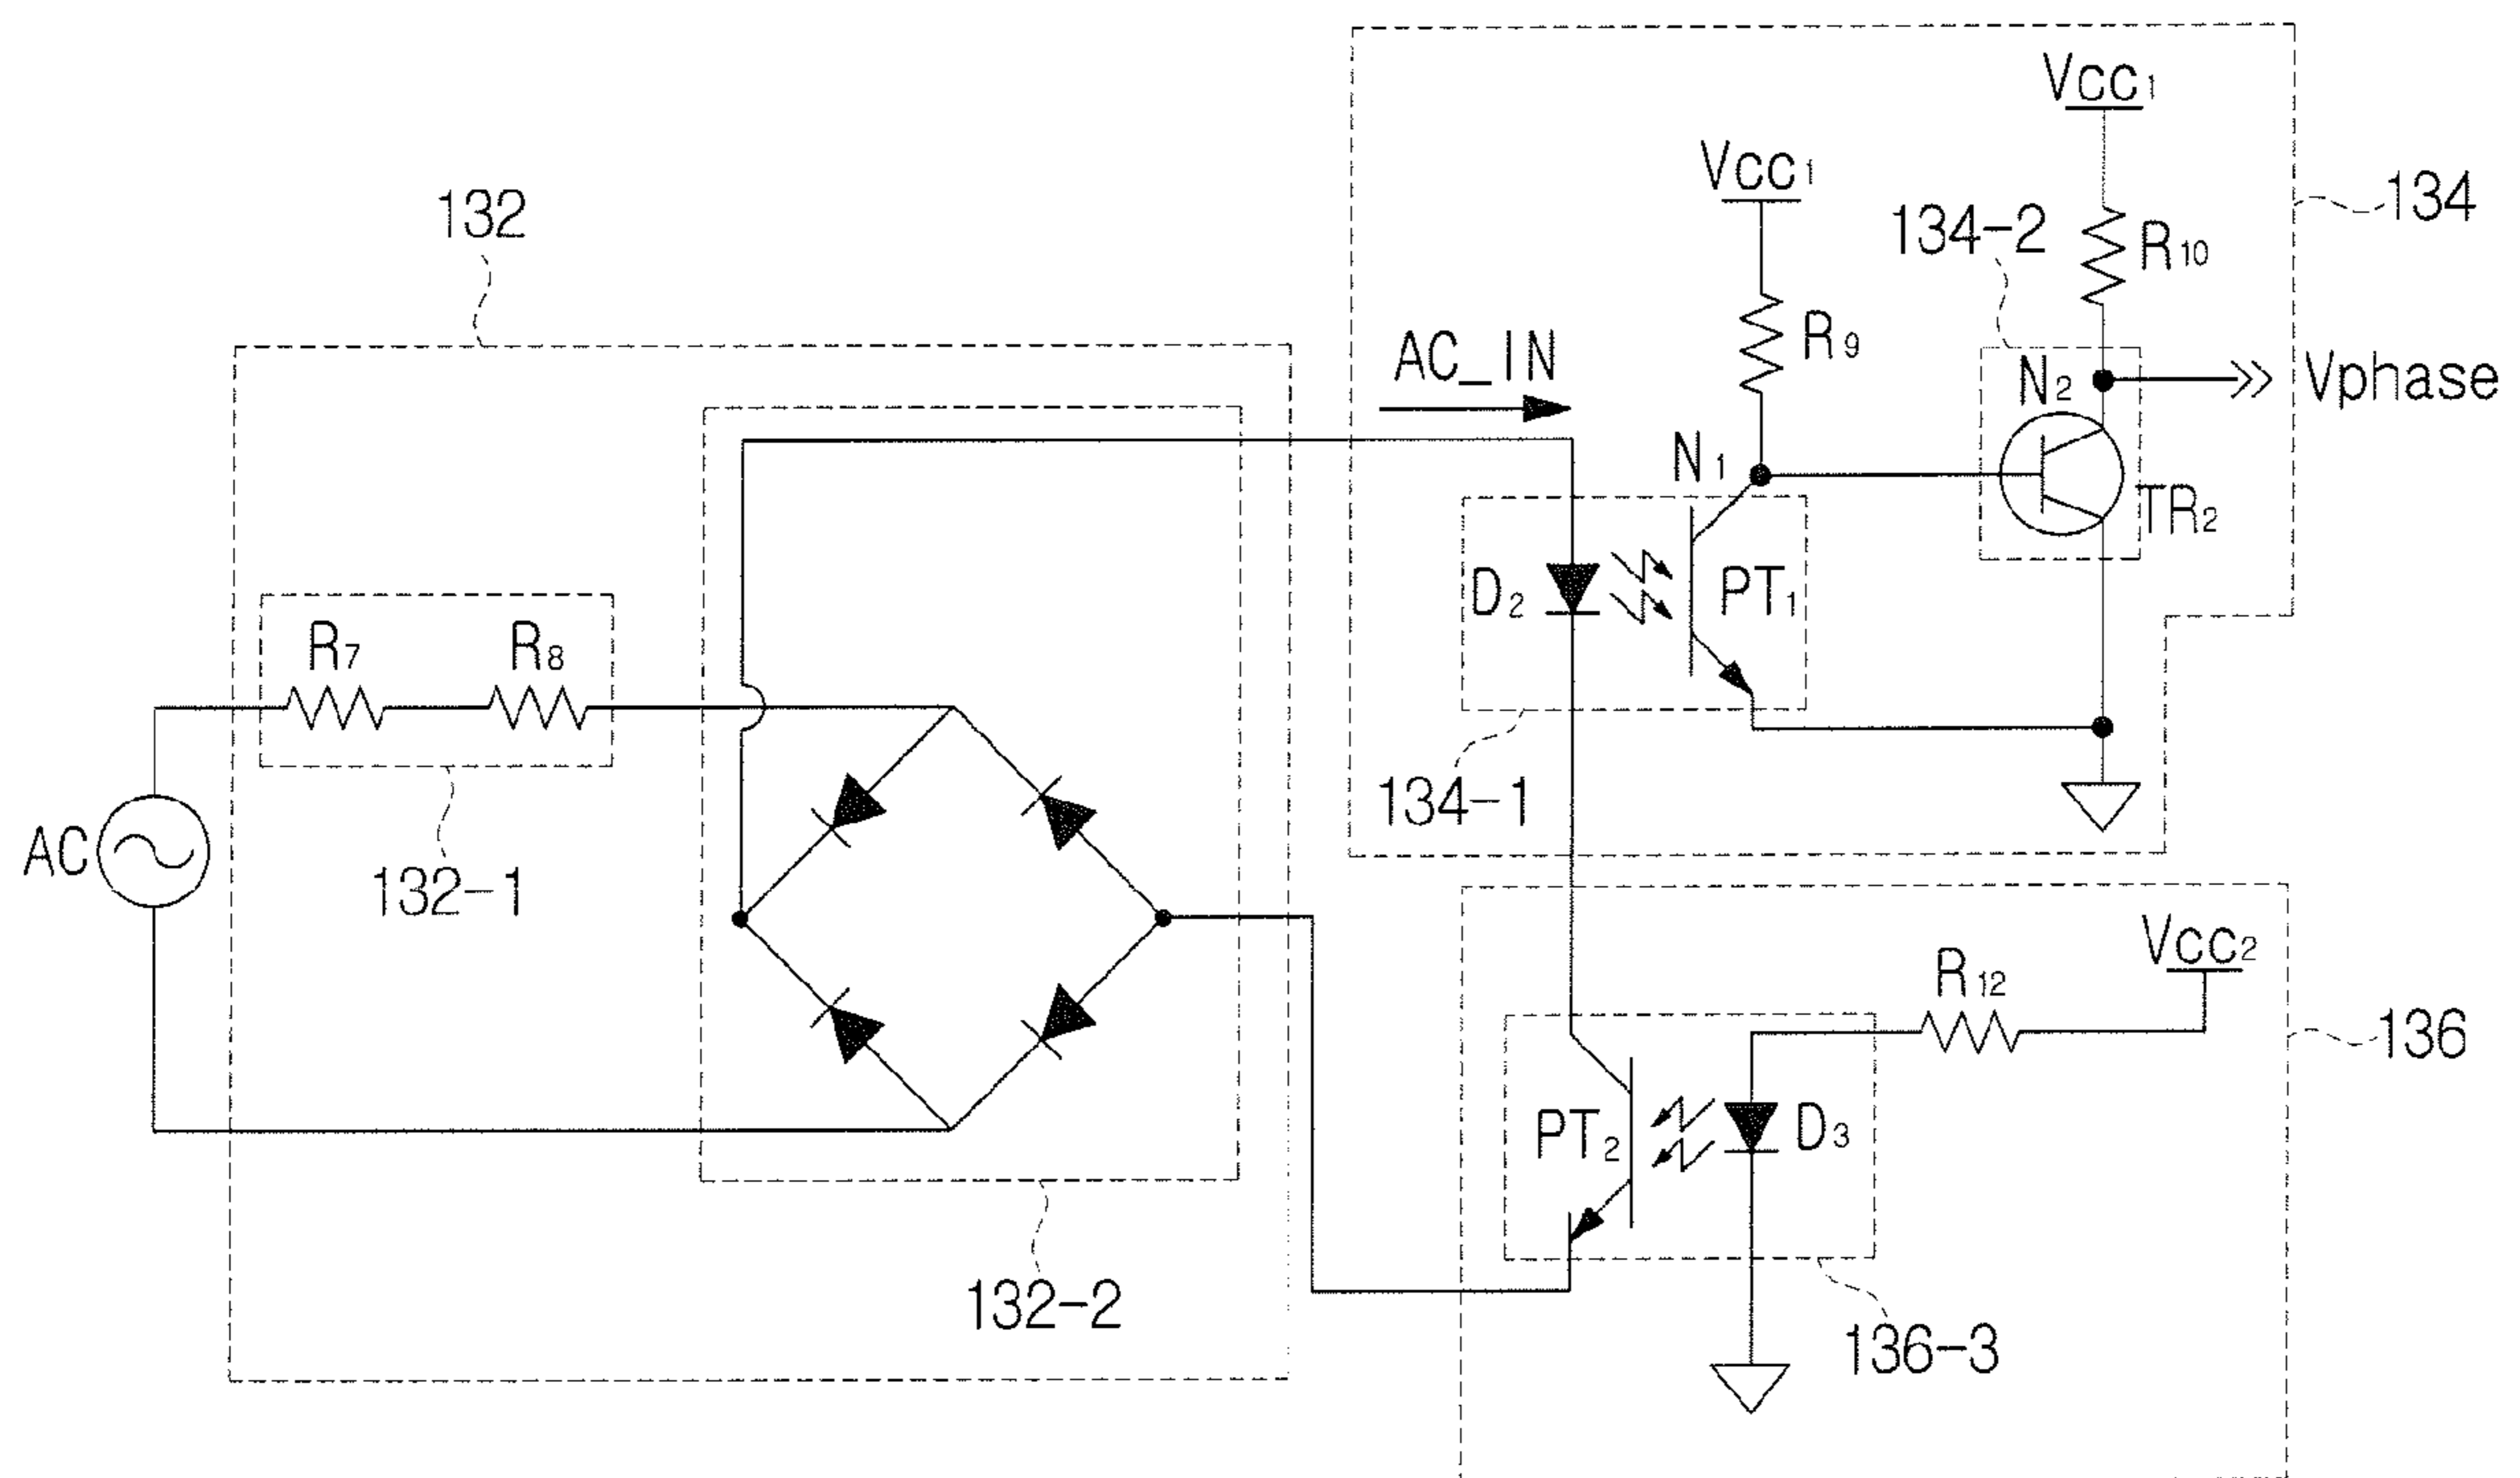 Vcc1
Vcc1
134
132
134-2
R10
R9
AC_IN
N2
Vphase
N1
TR2
D2
PT1
R7
R8
134-1
AC
132-1
Vcc2
R12
136
PT2
D3
132-2
136-3